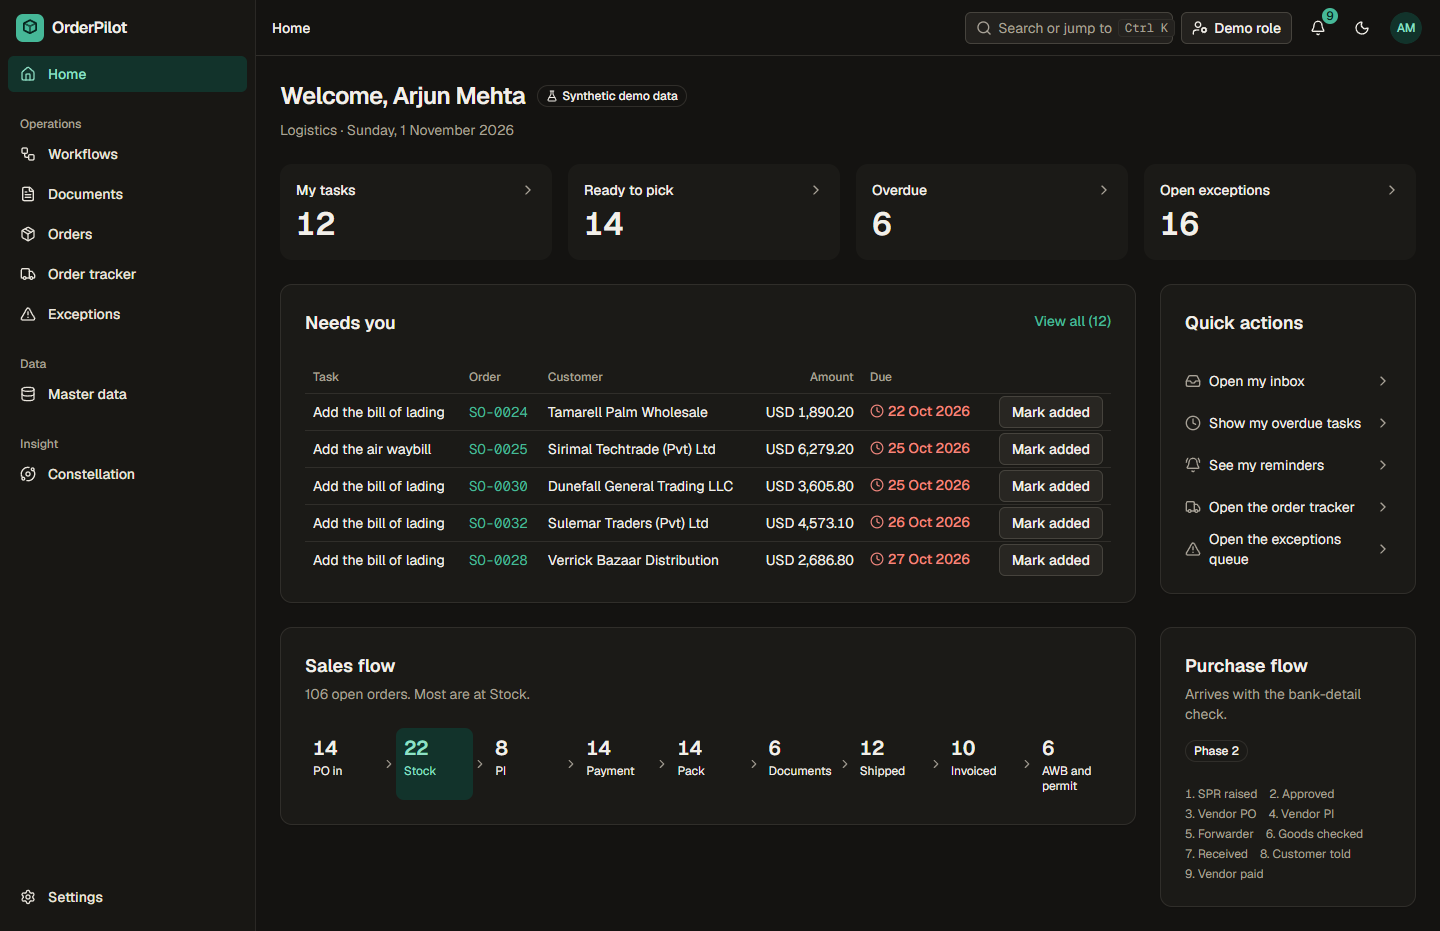 OrderPilot
Home
Search or jump to Ctrl K
Demo role
9
AM
Home
Operations
Workflows
Documents
Orders
Order tracker
Exceptions
Data
Master data
Insight
Constellation
Settings
Welcome, Arjun Mehta
Synthetic demo data
Logistics · Sunday, 1 November 2026
My tasks
12
Ready to pick
14
Overdue
6
Open exceptions
16
Needs you
View all (12)
Task Order Customer Amount Due
Add the bill of lading SO-0024 Tamarell Palm Wholesale USD 1,890.20 22 Oct 2026 Mark added
Add the air waybill SO-0025 Sirimal Techtrade (Pvt) Ltd USD 6,279.20 25 Oct 2026 Mark added
Add the bill of lading SO-0030 Dunefall General Trading LLC USD 3,605.80 25 Oct 2026 Mark added
Add the bill of lading SO-0032 Sulemar Traders (Pvt) Ltd USD 4,573.10 26 Oct 2026 Mark added
Add the bill of lading SO-0028 Verrick Bazaar Distribution USD 2,686.80 27 Oct 2026 Mark added
Quick actions
Open my inbox
Show my overdue tasks
See my reminders
Open the order tracker
Open the exceptions
queue
Sales flow
106 open orders. Most are at Stock.
14
PO in
22
Stock
8
PI
14
Payment
14
Pack
6
Documents
12
Shipped
10
Invoiced
6
AWB and
permit
Purchase flow
Arrives with the bank-detail
check.
Phase 2
1. SPR raised 2. Approved
3. Vendor PO 4. Vendor PI
5. Forwarder 6. Goods checked
7. Received 8. Customer told
9. Vendor paid